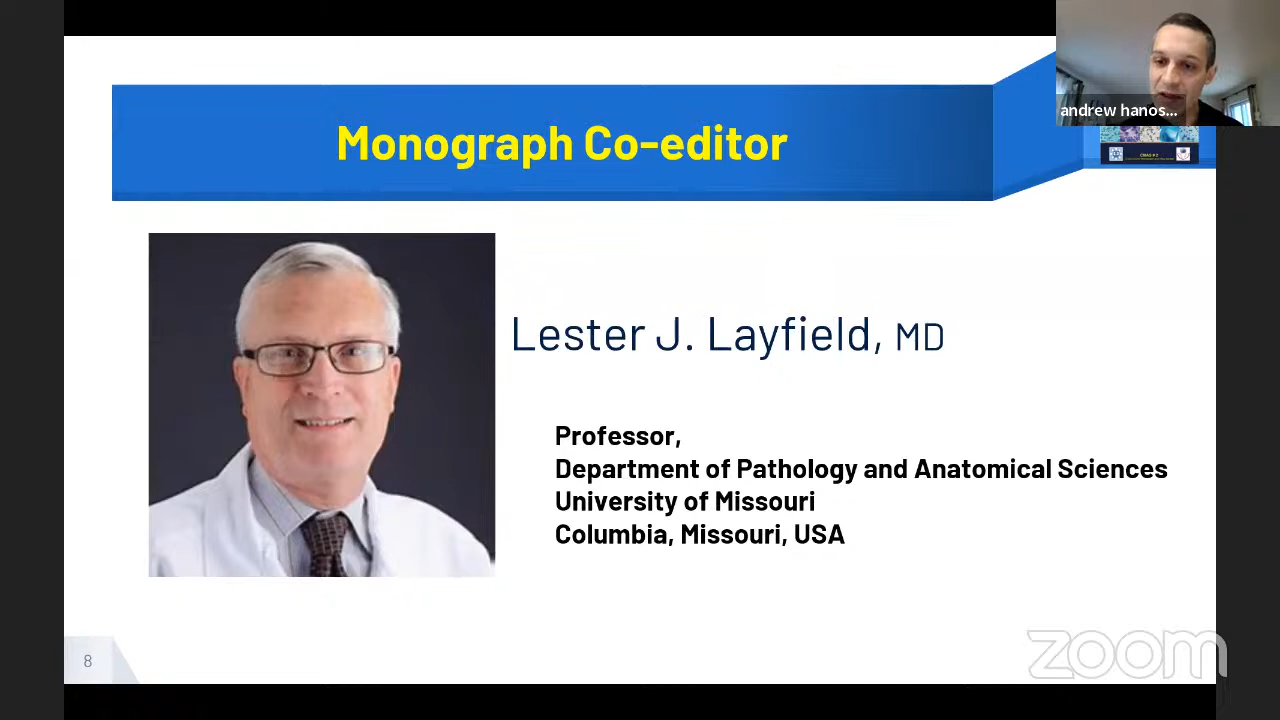 andrew hanos...
Monograph Co-editor
Lester J. Layfield, MD
Professor,
Department of Pathology and Anatomical Sciences
University of Missouri
Columbia, Missouri, USA
8
zoom